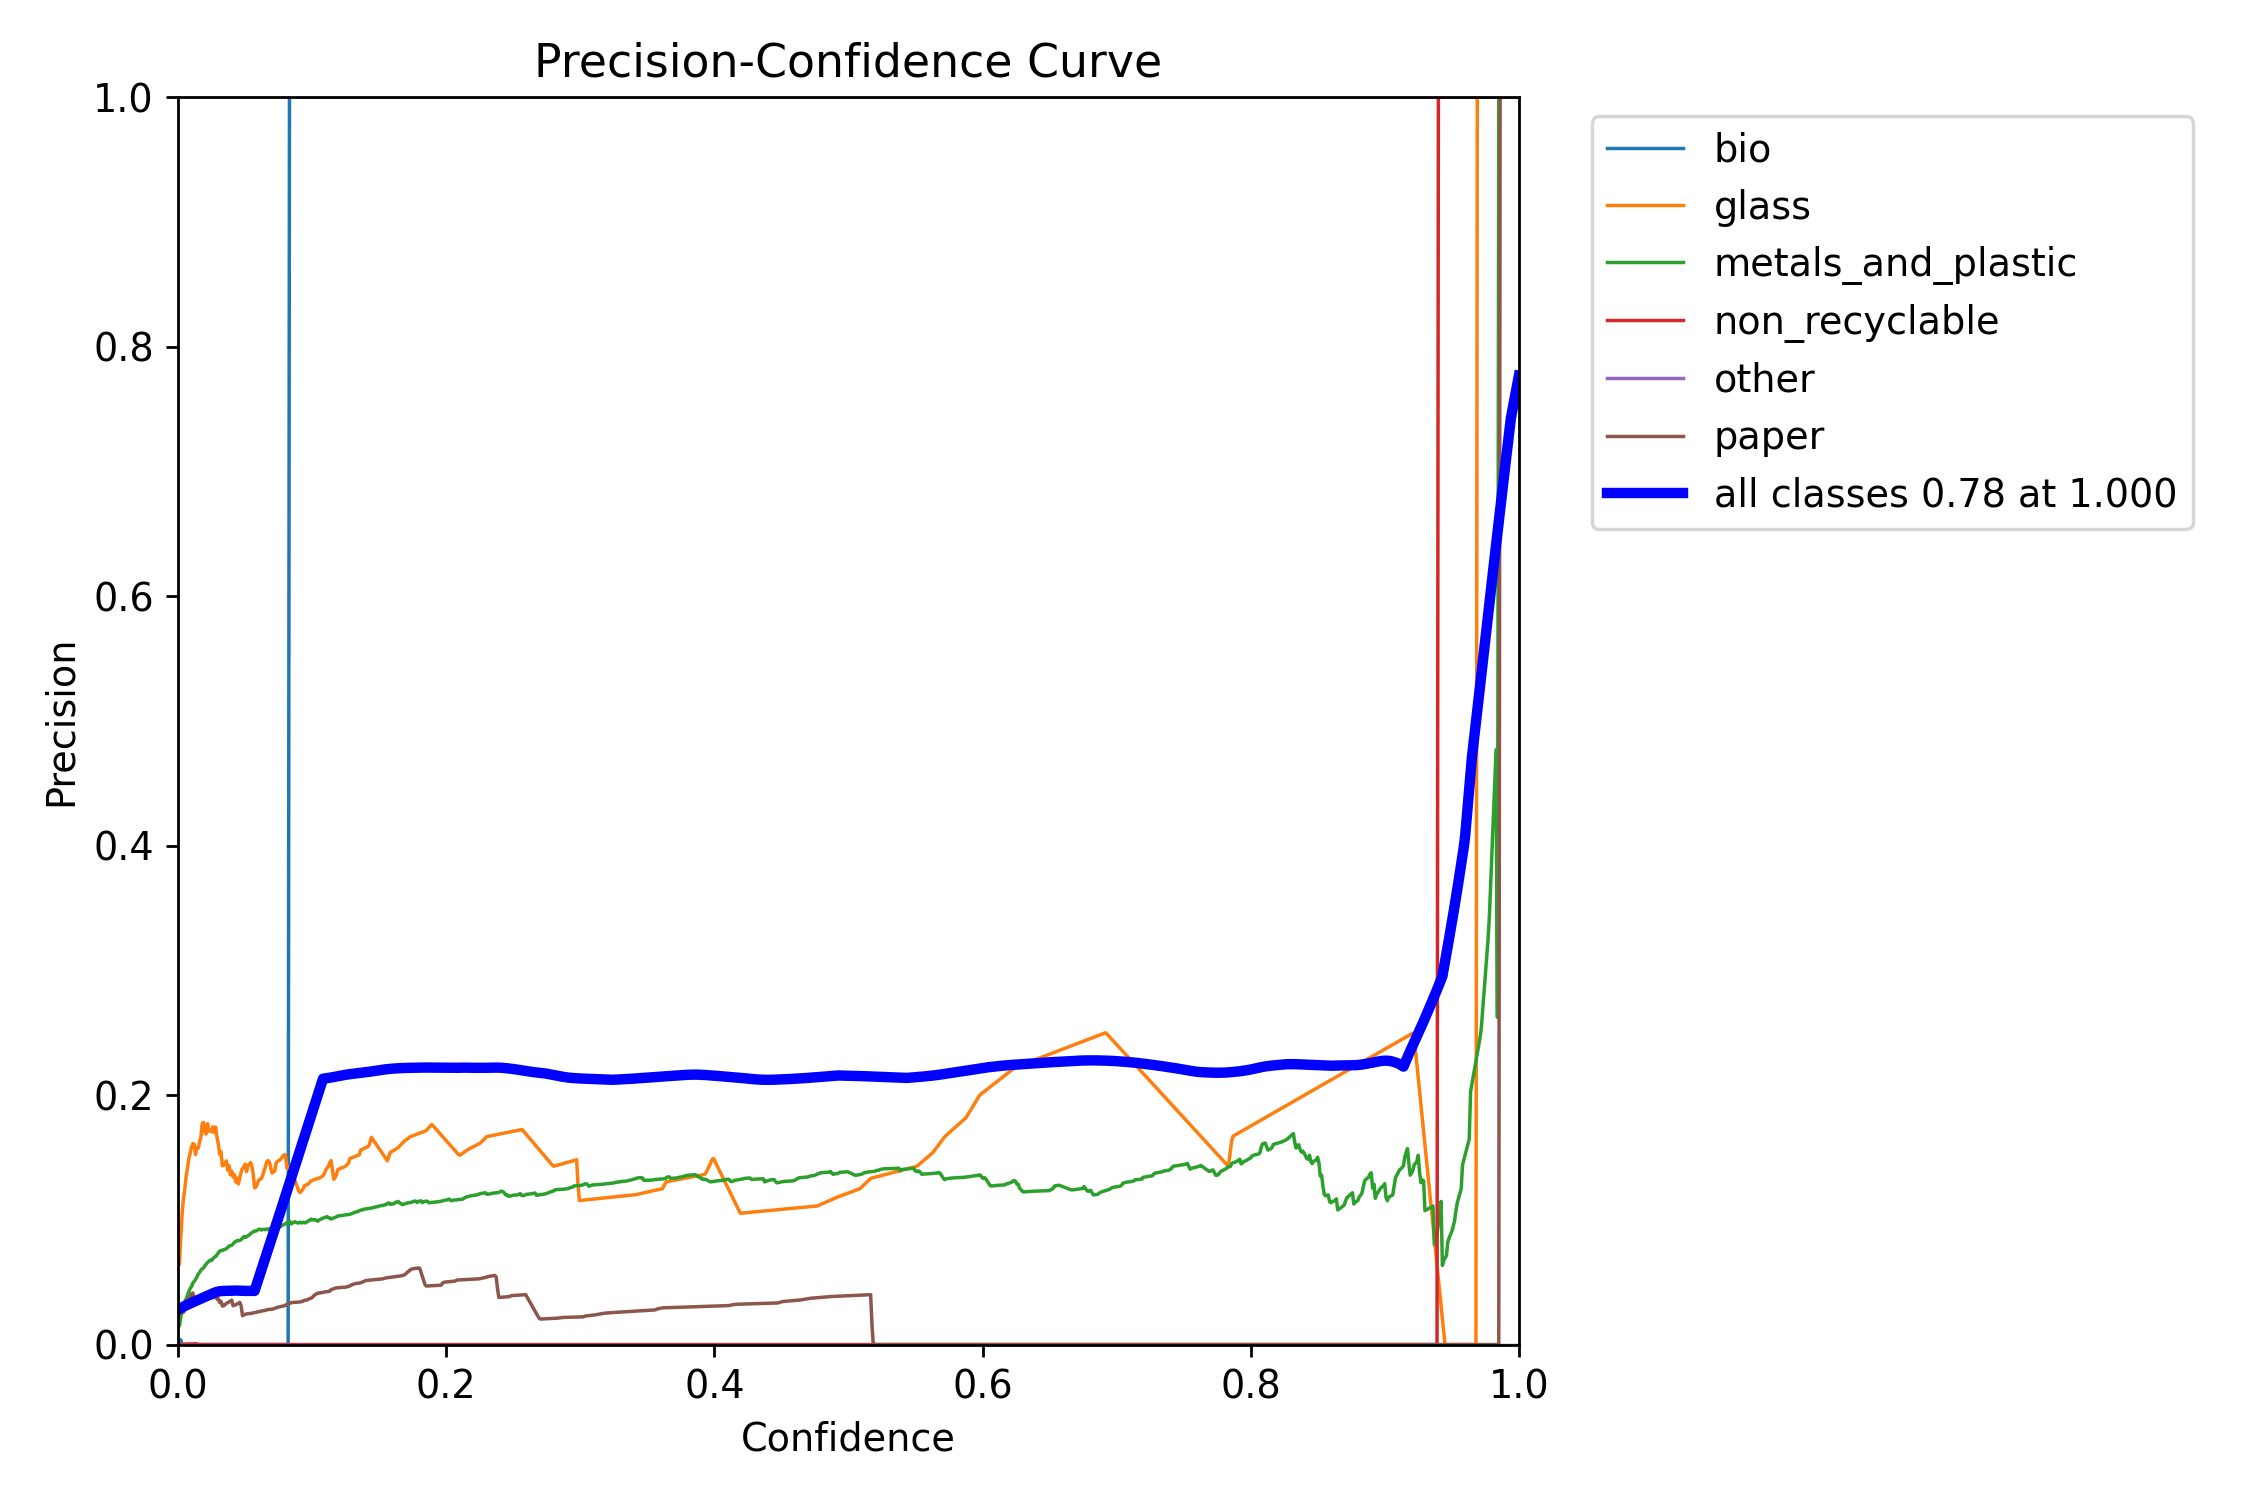 Precision-Confidence Curve
1.0
0.8
0.6
0.4
0.2
0.0
Precision
0.0 0.2 0.4 0.6 0.8 1.0
Confidence
bio
glass
metals_and_plastic
non_recyclable
other
paper
all classes 0.78 at 1.000